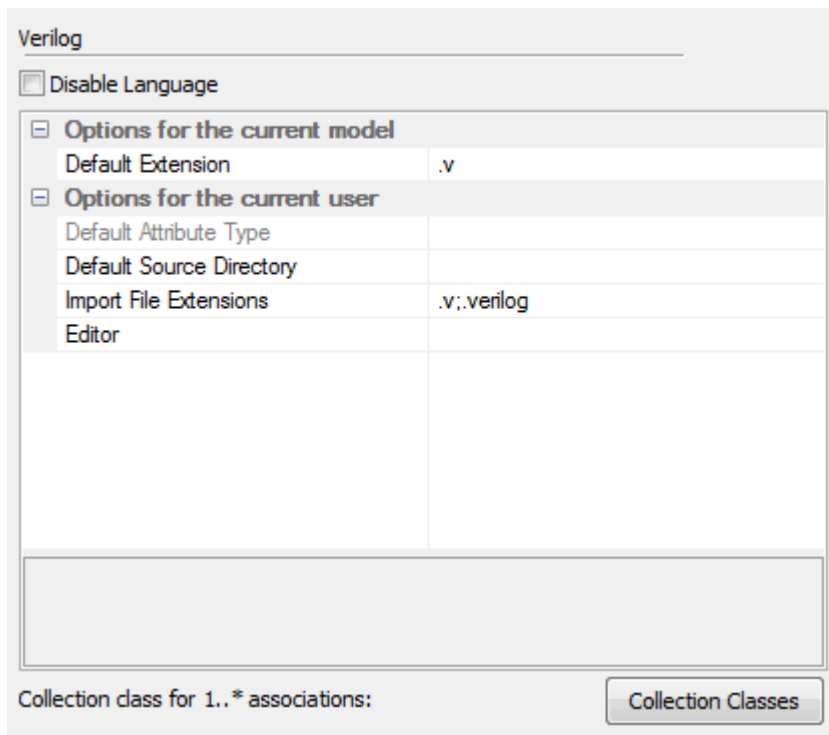 Verilog
Disable Language
Options for the current model
Default Extension .v
Options for the current user
Default Attribute Type
Default Source Directory
Import File Extensions .v;.verilog
Editor
Collection class for 1..* associations: Collection Classes